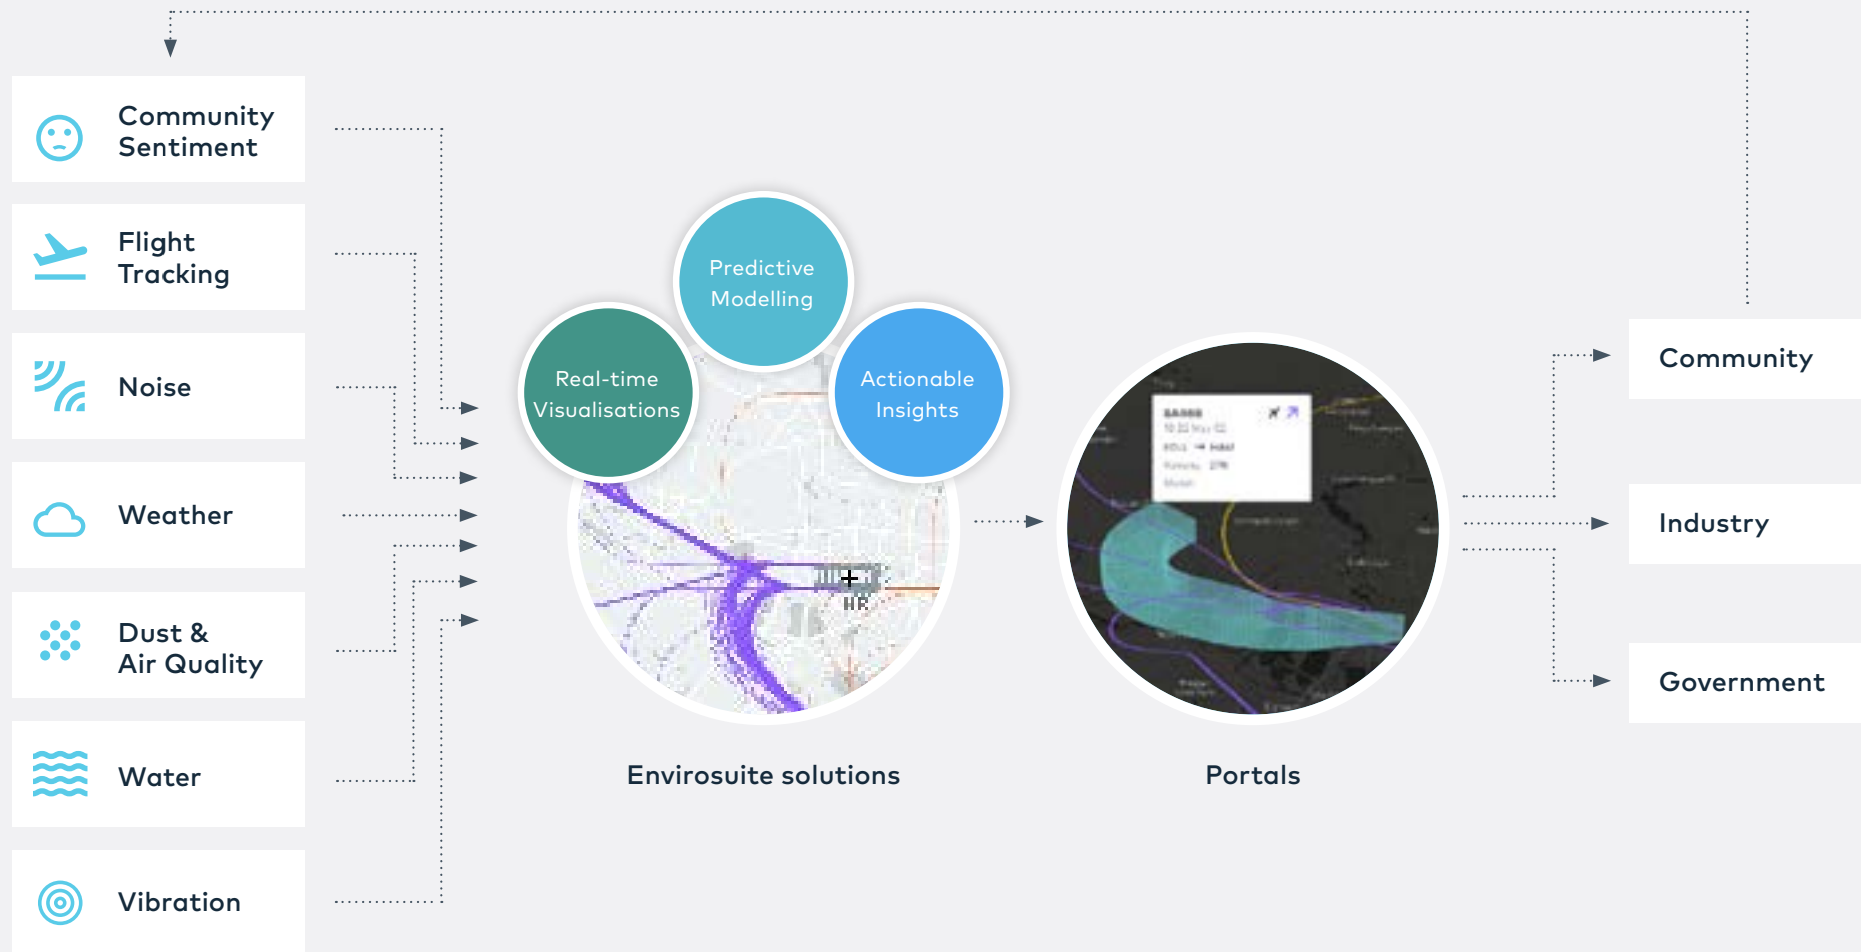 Community
Sentiment
Flight
Tracking
Noise
Weather
Dust &
Air Quality
Water
Vibration
Predictive
Modelling
Real-time
Visualisations
Actionable
Insights
Envirosuite solutions
Portals
Community
Industry
Government